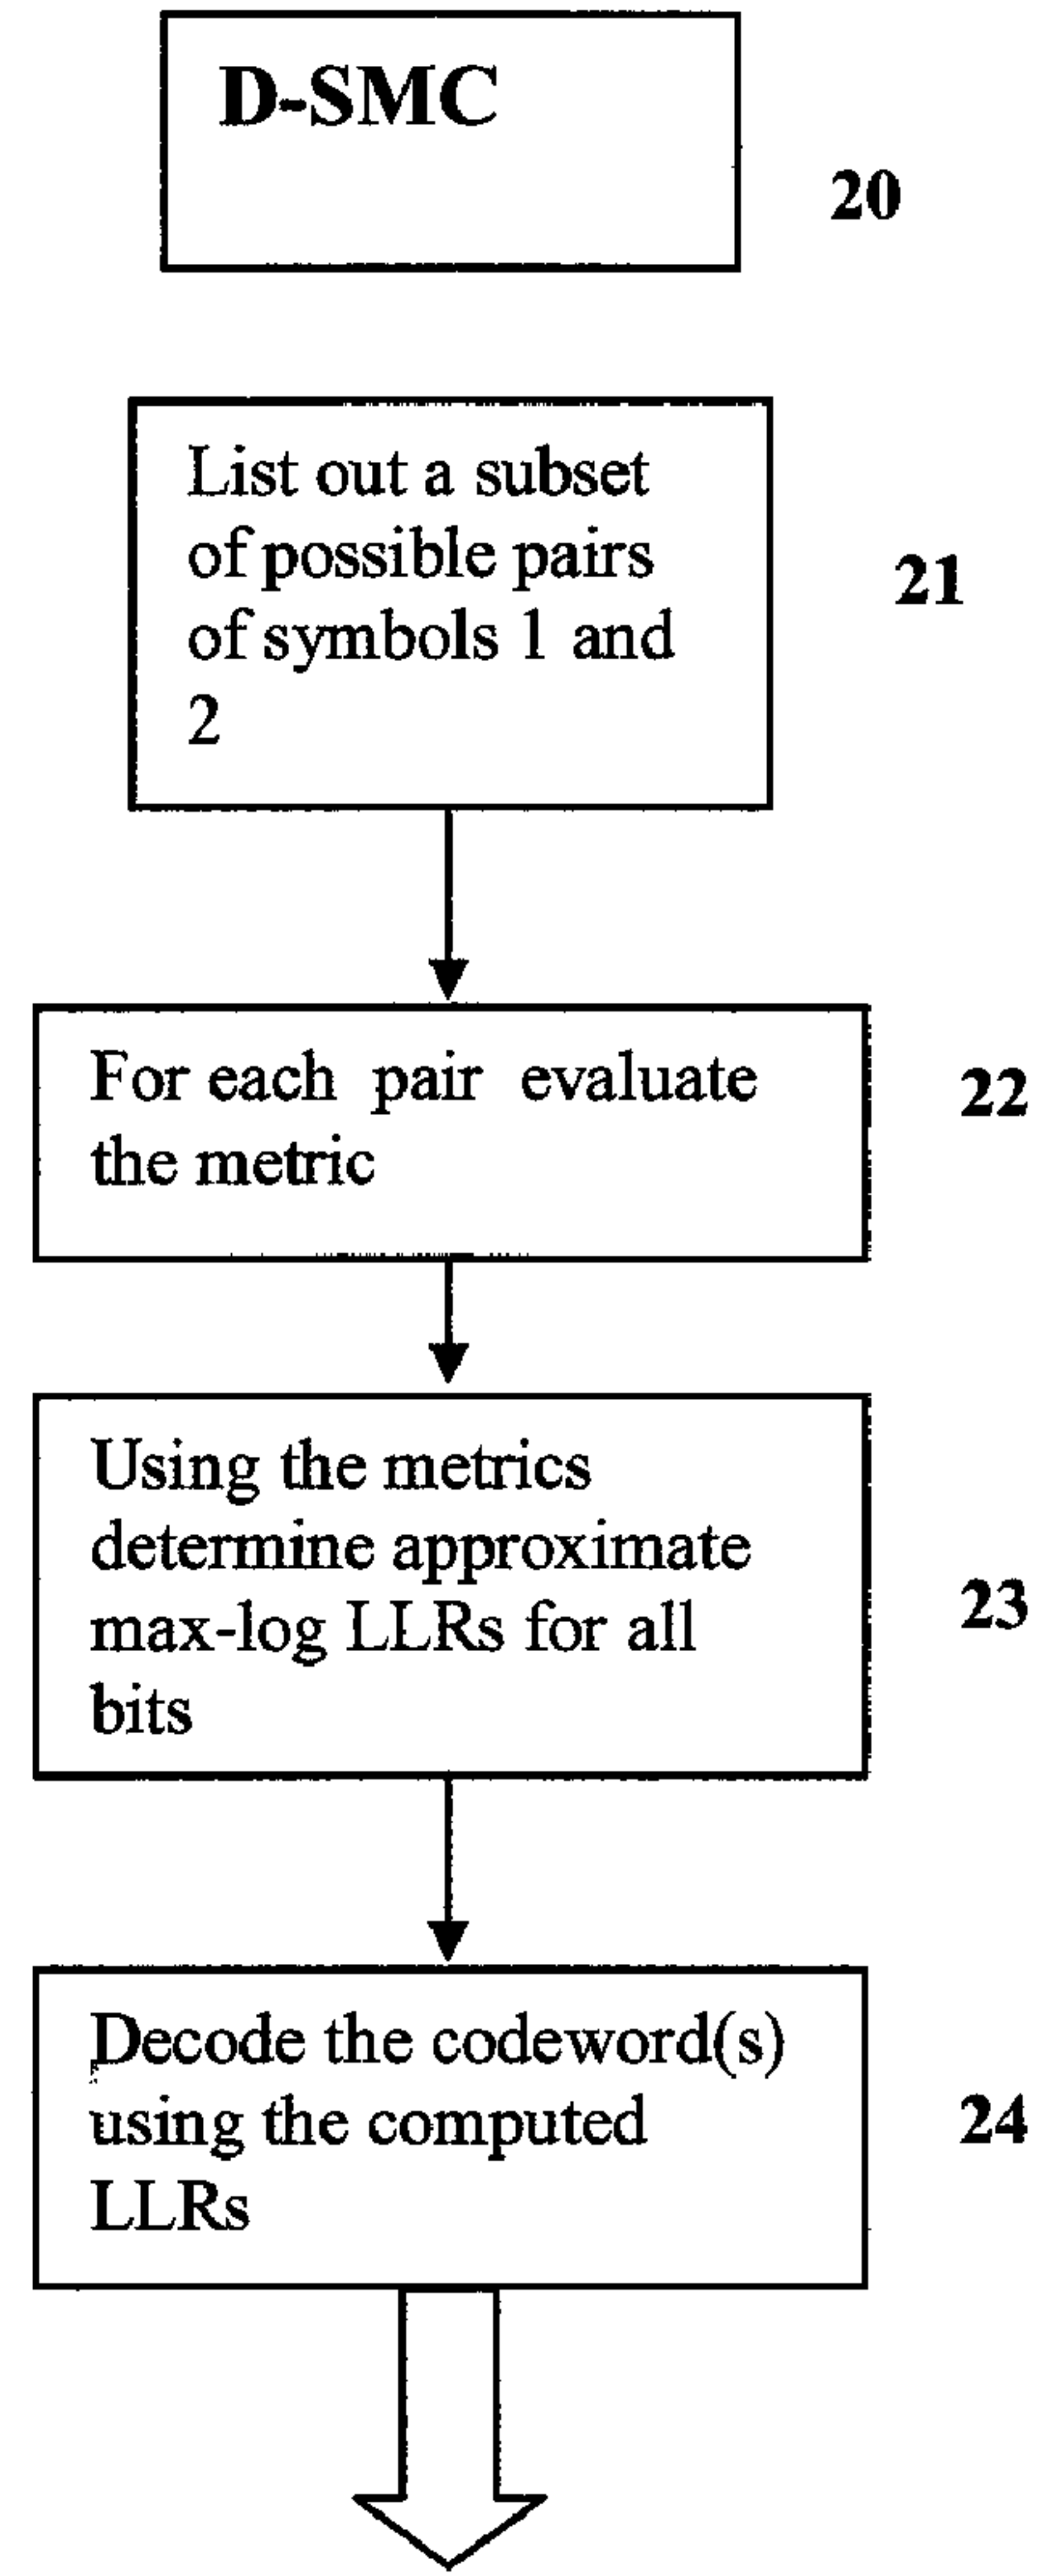 D-SMC
20
List out a subset
of possible pairs
of symbols 1 and
2
21
For each pair evaluate
the metric
22
Using the metrics
determine approximate
max-log LLRs for all
bits
23
Decode the codeword(s)
using the computed
LLRs
24